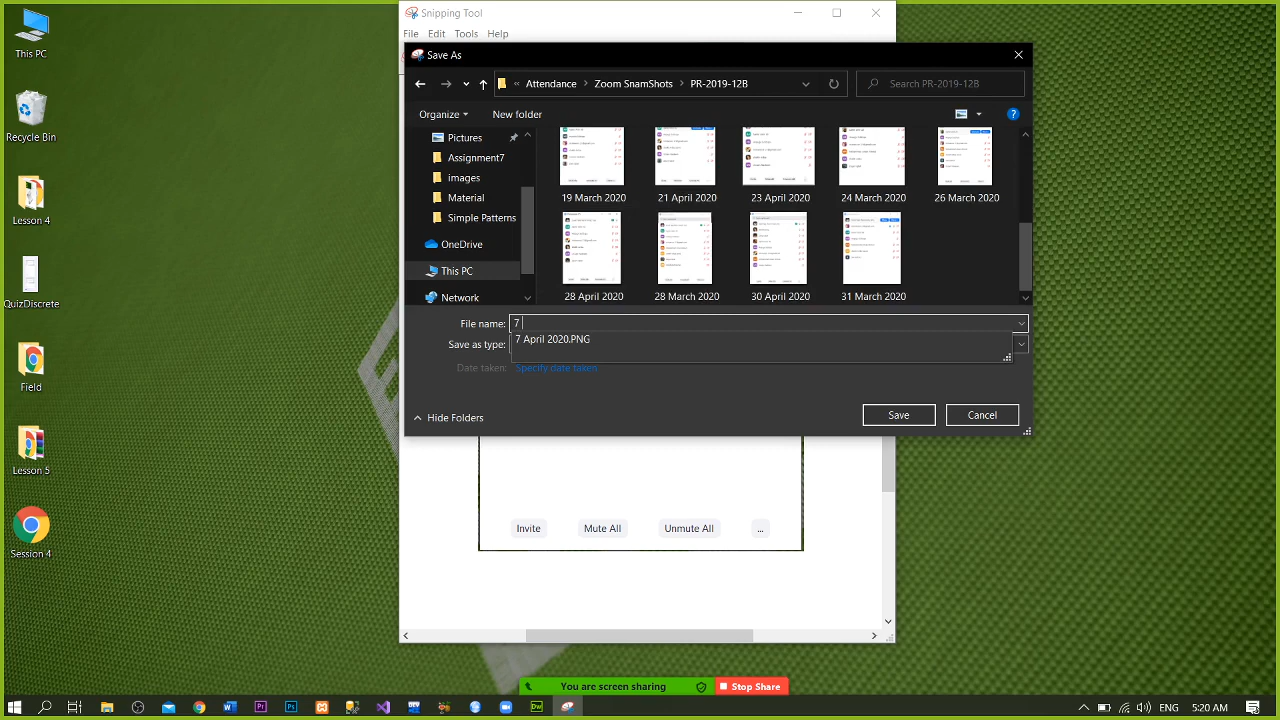 This PC
Recycle Bin
Lesson 4
QuizDiscrete
Field
Lesson 5
Session 4
Snipping Tool
File Edit Tools Help
Save As
« Attendance > Zoom SnamShots > PR-2019-12B
Search PR-2019-12B
Organize New folder
Pictures
Assignment7
images
Material
Simple Patterns
OneDrive
This PC
Network
19 March 2020
21 April 2020
23 April 2020
24 March 2020
26 March 2020
28 April 2020
28 March 2020
30 April 2020
31 March 2020
File name: 7
7 April 2020.PNG
Save as type:
Date taken: Specify date taken
Hide Folders
Save Cancel
Invite Mute All Unmute All ...
You are screen sharing Stop Share
ENG 5:20 AM